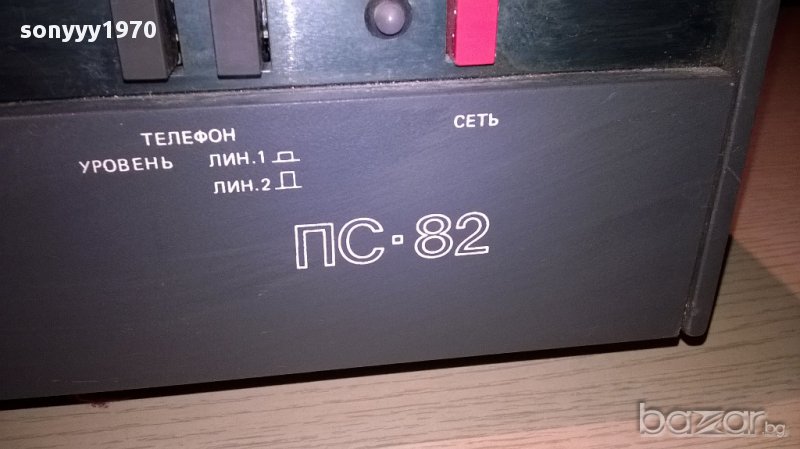 sonyyy1970
ТЕЛЕФОН
СЕТЬ
УРОВЕНЬ ЛИН.1
ЛИН.2
ПС·82
bazar.bg